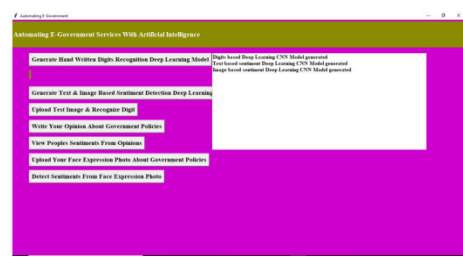 Automating E-Government
Automating E-Government Services With Artificial Intelligence
Generate Hand Written Digits Recognition Deep Learning Model
Digits based Deep Learning CNN Model generated
Text based sentiment Deep Learning CNN Model generated
Image based sentiment Deep Learning CNN Model generated
Generate Text & Image Based Sentiment Detection Deep Learning
Upload Test Image & Recognize Digit
Write Your Opinion About Government Policies
View Peoples Sentiments From Opinions
Upload Your Face Expression Photo About Government Policies
Detect Sentiments From Face Expression Photo